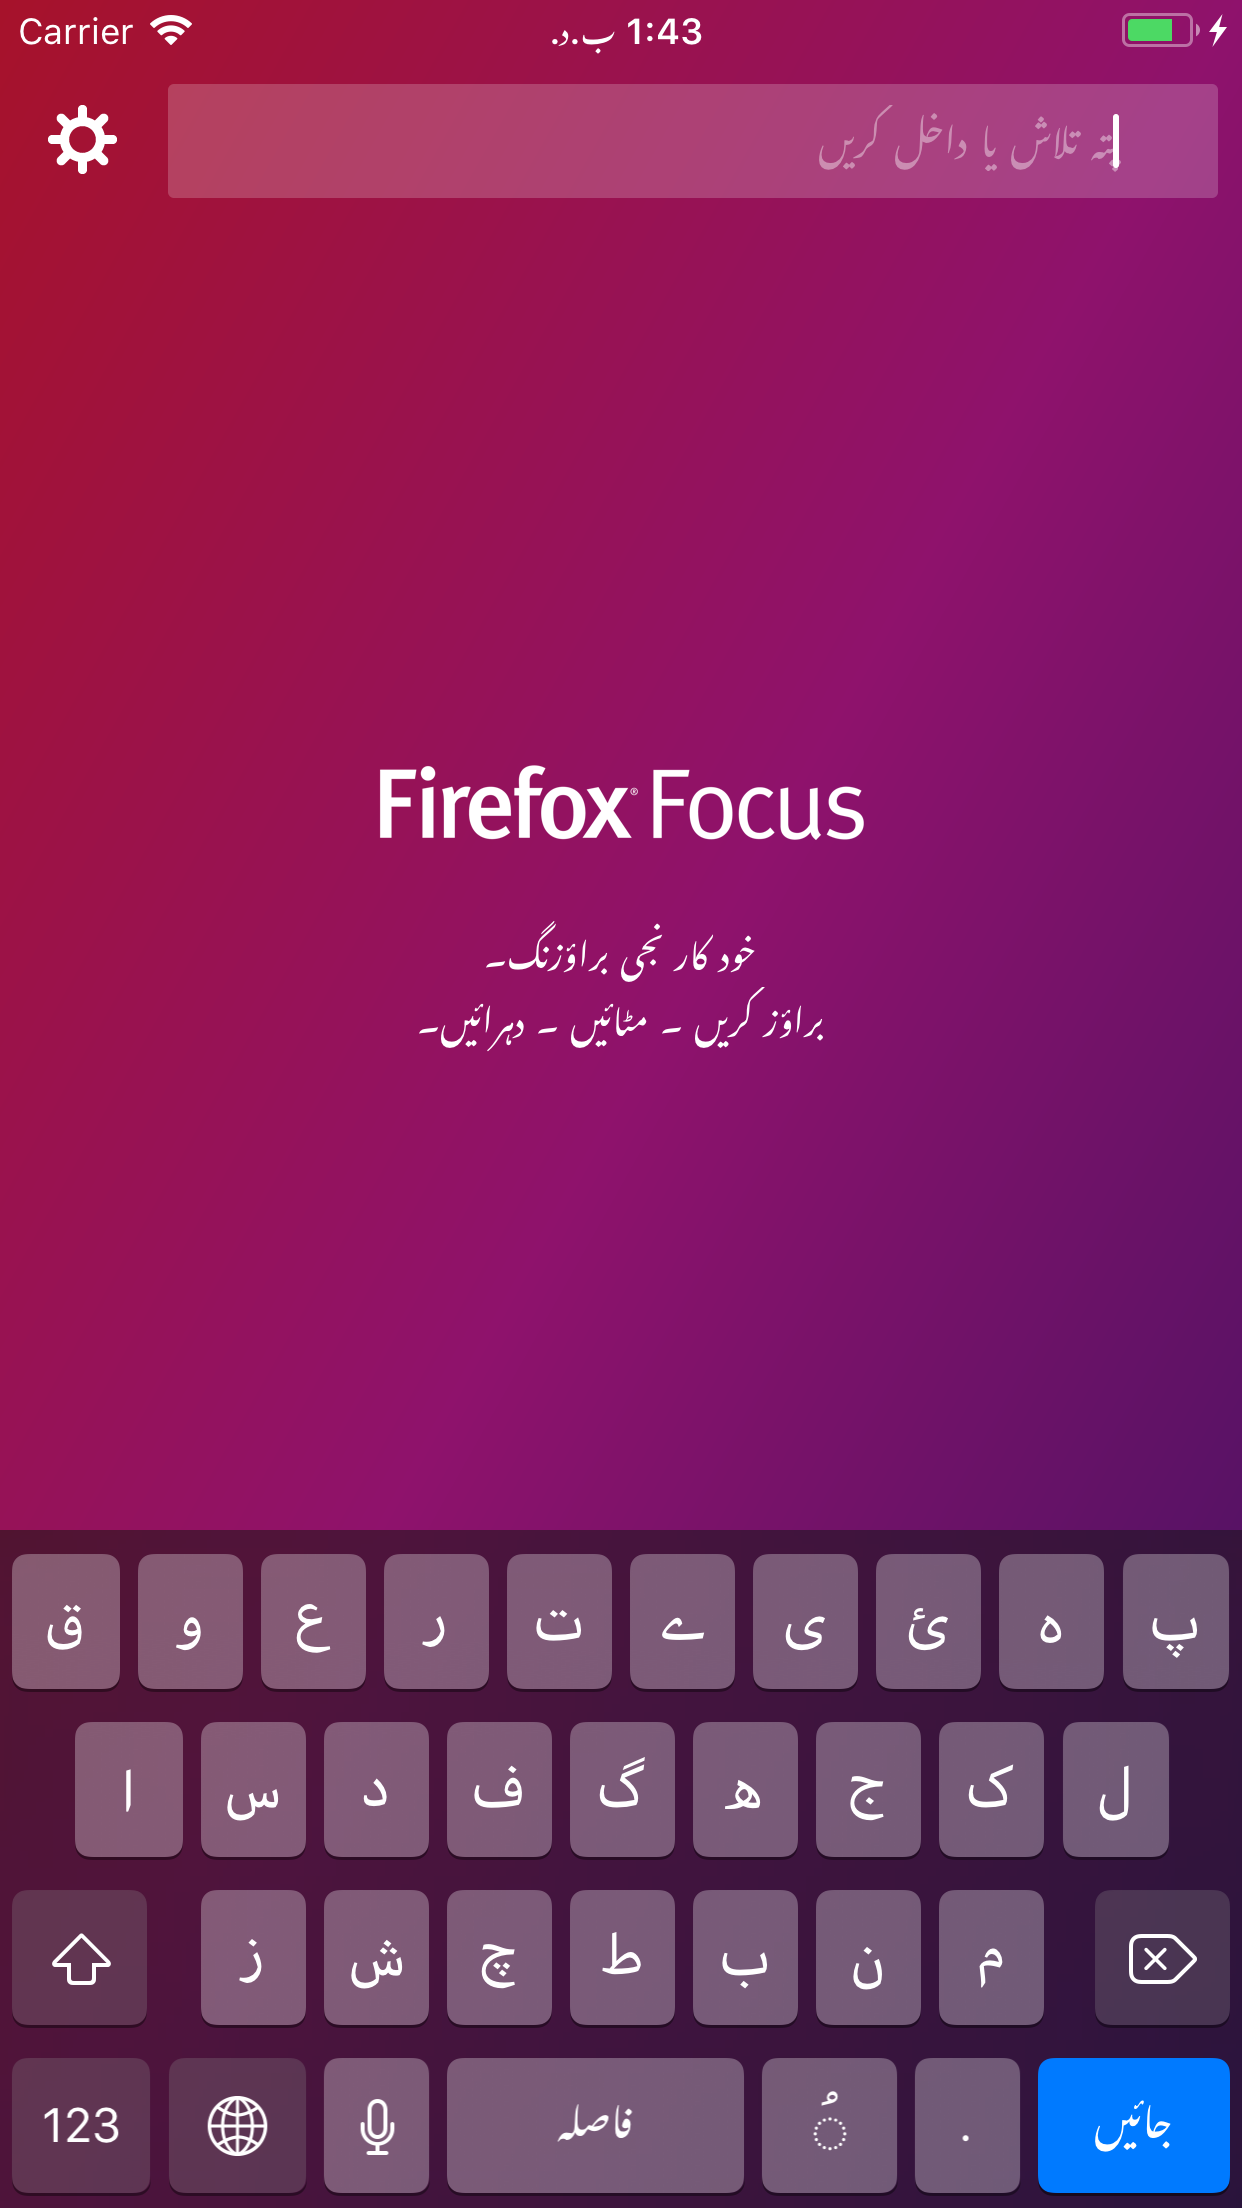 Carrier 1:43 ب.د.
پتہ تلاش یا داخل کریں
Firefox® Focus
خود کار نجی براؤزنگ۔
براؤز کریں ۔ مٹائیں ۔ دہرائیں۔
ق و ع ر ت ے ی ئ ہ پ
ا س د ف گ ھ ج ک ل
ز ش چ ط ب ن م
123 فاصلہ ُ . جائیں